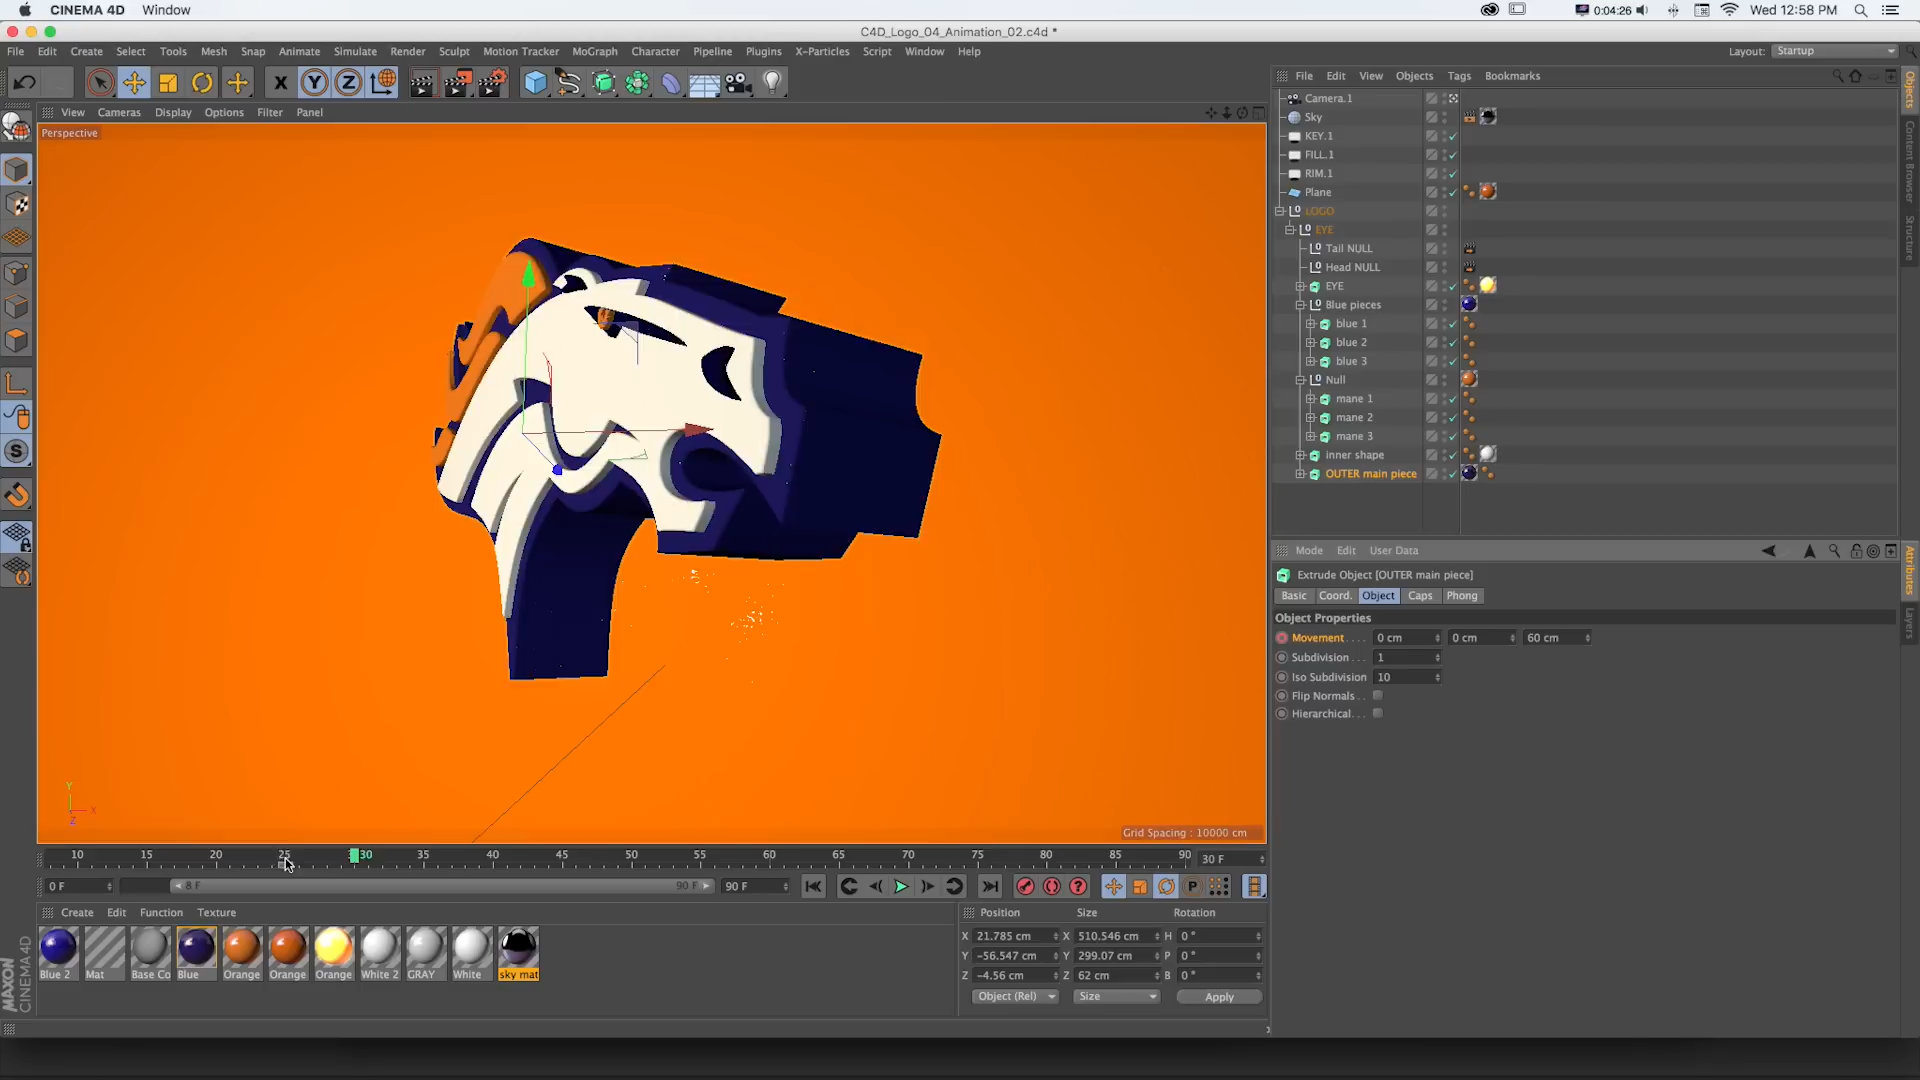 CINEMA 4D Window
0:04:26 Wed 12:58 PM
C4D_Logo_04_Animation_02.c4d *
File Edit Create Select Tools Mesh Snap Animate Simulate Render Sculpt Motion Tracker MoGraph Character Pipeline Plugins X-Particles Script Window Help
Layout: Startup
X Y Z
File Edit View Objects Tags Bookmarks
View Cameras Display Options Filter Panel
Perspective
Camera.1
Sky
KEY.1
FILL.1
RIM.1
Plane
LOGO
EYE
Tail NULL
Head NULL
EYE
Blue pieces
blue 1
blue 2
blue 3
Null
mane 1
mane 2
mane 3
inner shape
OUTER main piece
Objects
Content Browser
Structure
Mode Edit User Data
Extrude Object [OUTER main piece]
Basic Coord. Object Caps Phong
Object Properties
Movement . . . . 0 cm 0 cm 60 cm
Subdivision . . . 1
Iso Subdivision 10
Flip Normals . .
Hierarchical. . .
Attributes
Layers
S
Y
X
Z
Grid Spacing : 10000 cm
10 15 20 25 30 35 40 45 50 55 60 65 70 75 80 85 90 30 F
0 F 8 F 90 F 90 F
P
Create Edit Function Texture
Blue 2 Mat Base Co Blue Orange Orange Orange White 2 GRAY White sky mat
Position Size Rotation
X 21.785 cm X 510.546 cm H 0 °
Y -56.547 cm Y 299.07 cm P 0 °
Z -4.56 cm Z 62 cm B 0 °
Object (Rel) Size Apply
MAXON
CINEMA 4D